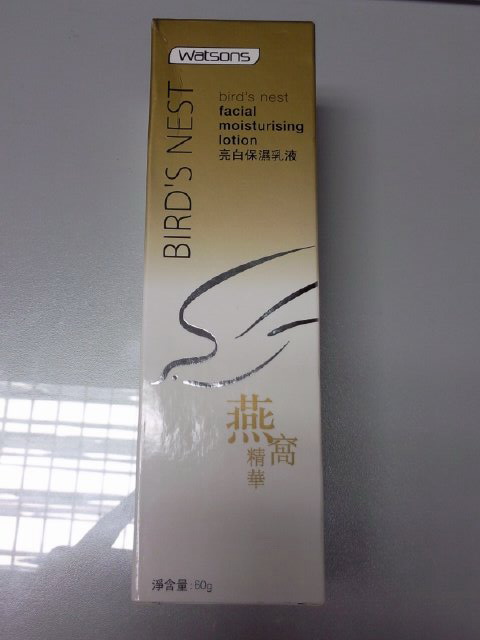 Watsons
BIRD'S NEST
bird's nest
facial
moisturising
lotion
亮白保濕乳液
燕窩
精華
淨含量:60g